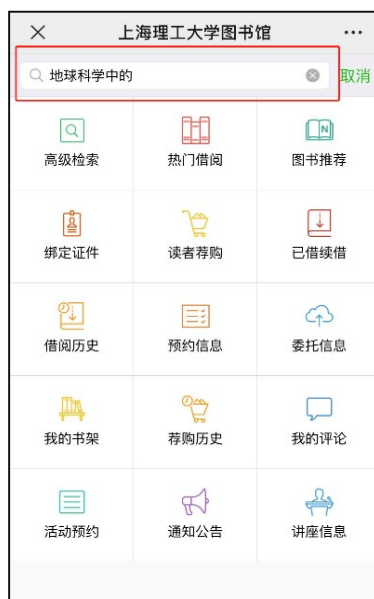 上海理工大学图书馆
地球科学中的 取消
高级检索 热门借阅 图书推荐
绑定证件 读者荐购 已借续借
借阅历史 预约信息 委托信息
我的书架 荐购历史 我的评论
活动预约 通知公告 讲座信息